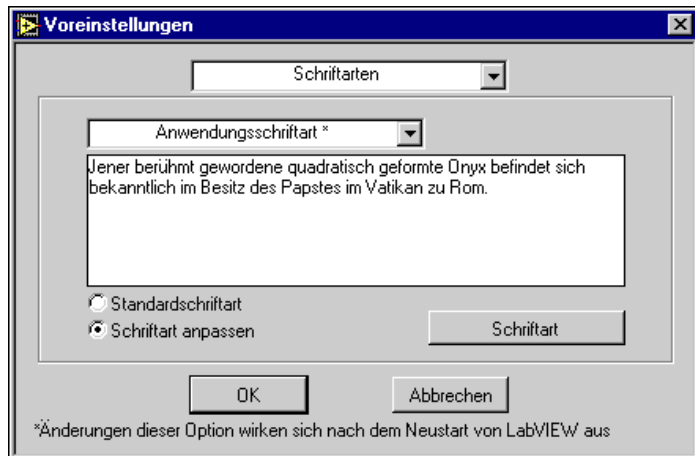 Voreinstellungen
Schriftarten
Anwendungsschriftart *
Jener berühmt gewordene quadratisch geformte Onyx befindet sich
bekanntlich im Besitz des Papstes im Vatikan zu Rom.
Standardschriftart
Schriftart anpassen
Schriftart
OK
Abbrechen
*Änderungen dieser Option wirken sich nach dem Neustart von LabVIEW aus